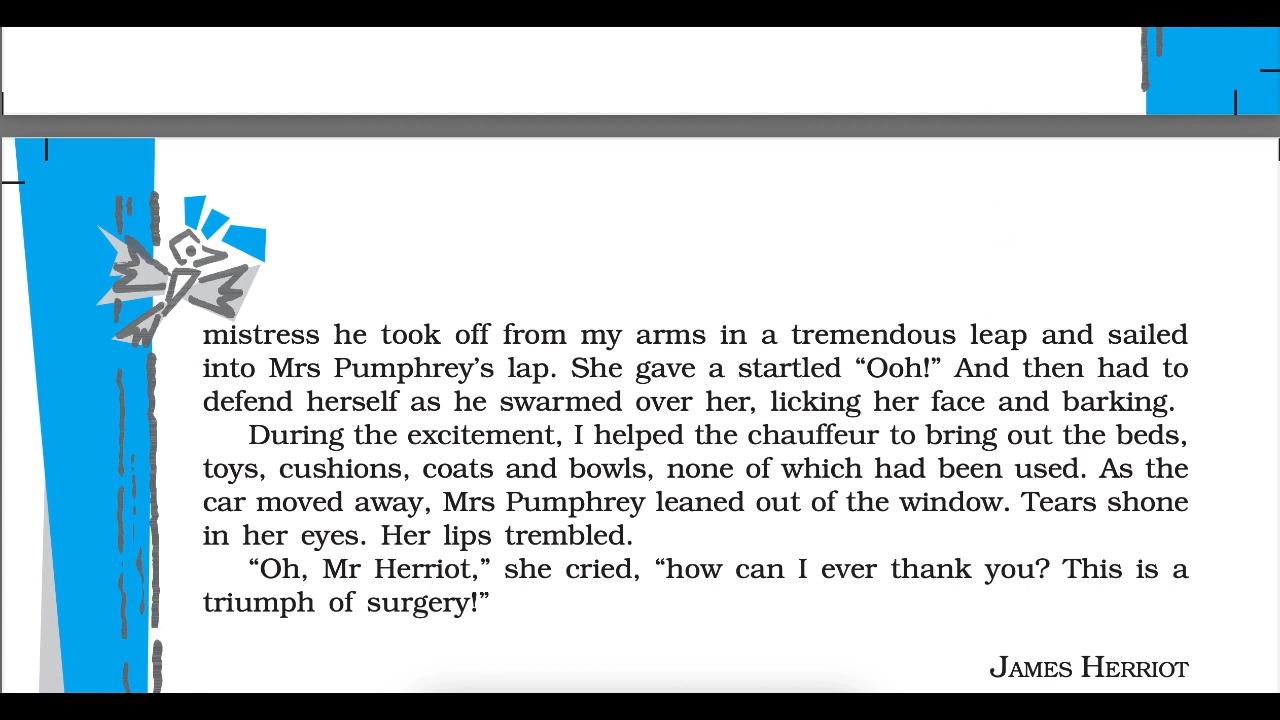 mistress he took off from my arms in a tremendous leap and sailed
into Mrs Pumphrey’s lap. She gave a startled “Ooh!” And then had to
defend herself as he swarmed over her, licking her face and barking.
During the excitement, I helped the chauffeur to bring out the beds,
toys, cushions, coats and bowls, none of which had been used. As the
car moved away, Mrs Pumphrey leaned out of the window. Tears shone
in her eyes. Her lips trembled.
“Oh, Mr Herriot,” she cried, “how can I ever thank you? This is a
triumph of surgery!”
JAMES HERRIOT